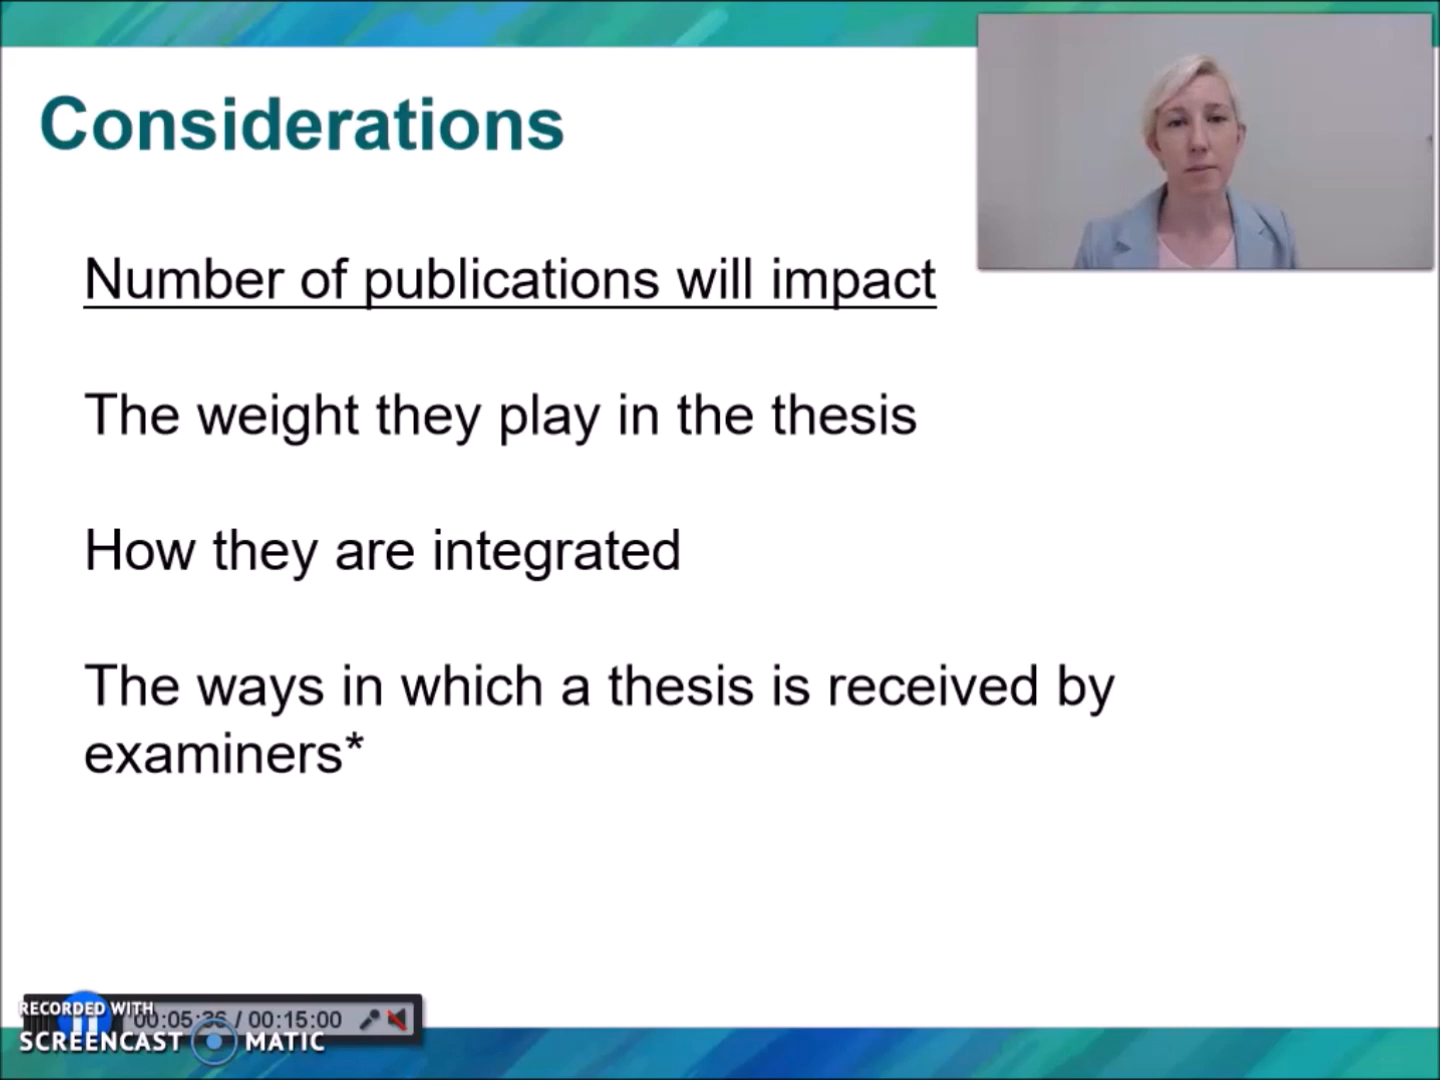 Considerations
Number of publications will impact
The weight they play in the thesis
How they are integrated
The ways in which a thesis is received by
examiners*
RECORDED WITH
00:05:36 / 00:15:00
SCREENCAST MATIC